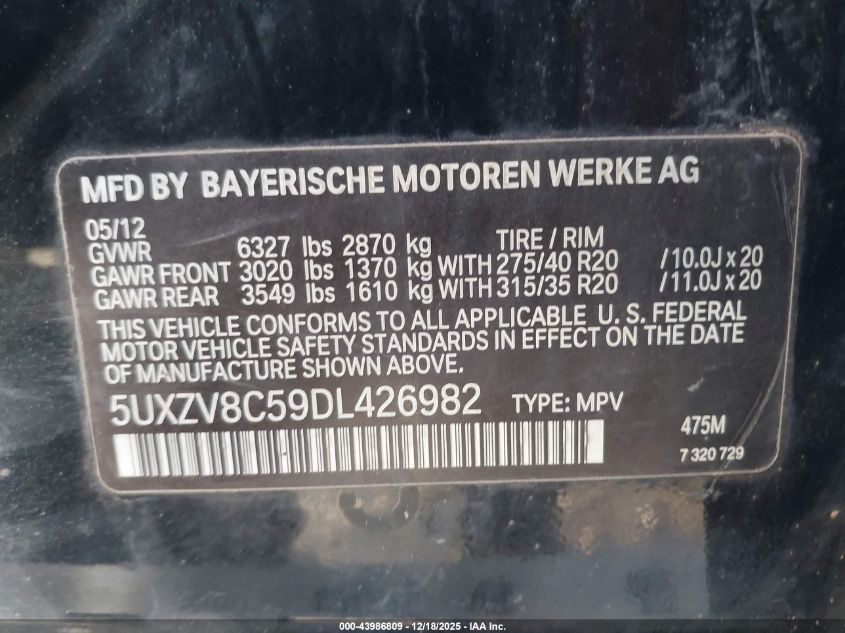 MFD BY BAYERISCHE MOTOREN WERKE AG
05/12
GVWR 6327 lbs 2870 kg TIRE / RIM
GAWR FRONT 3020 lbs 1370 kg WITH 275/40 R20 /10.0J x 20
GAWR REAR 3549 lbs 1610 kg WITH 315/35 R20 /11.0J x 20
THIS VEHICLE CONFORMS TO ALL APPLICABLE U. S. FEDERAL
MOTOR VEHICLE SAFETY STANDARDS IN EFFECT ON THE DATE
OF MANUFACTURE SHOWN ABOVE.
5UXZV8C59DL426982 TYPE: MPV
475M
7 320 729
000-43986809 - 12/18/2025 - IAA Inc.